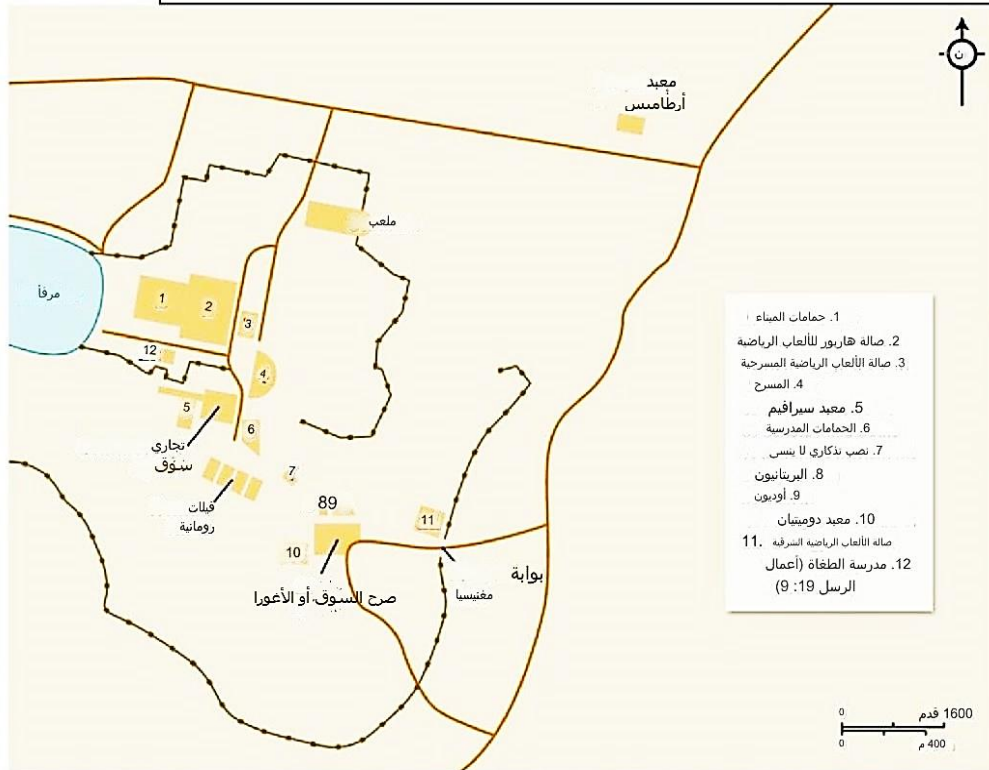 ن
معبد
أرطاميس
ملعب
مرفأ
1
2
3
12
4
5
6
تجاري
سوق
7
فيلات
رومانية
89
11
10
بوابة
مغنيسيا
صرح السوق أو الأغورا
1. حمامات الميناء
2. صالة هاربور للألعاب الرياضية
3. صالة الألعاب الرياضية المسرحية
4. المسرح
5. معبد سيرافيم
6. الحمامات المدرسية
7. نصب تذكاري لا ينسى
8. البريتانيون
9. أوديون
10. معبد دوميتيان
11. صالة الألعاب الرياضية الشرقية
12. مدرسة الطغاة (أعمال
الرسل 19: 9)
0 1600 قدم
0 400 م